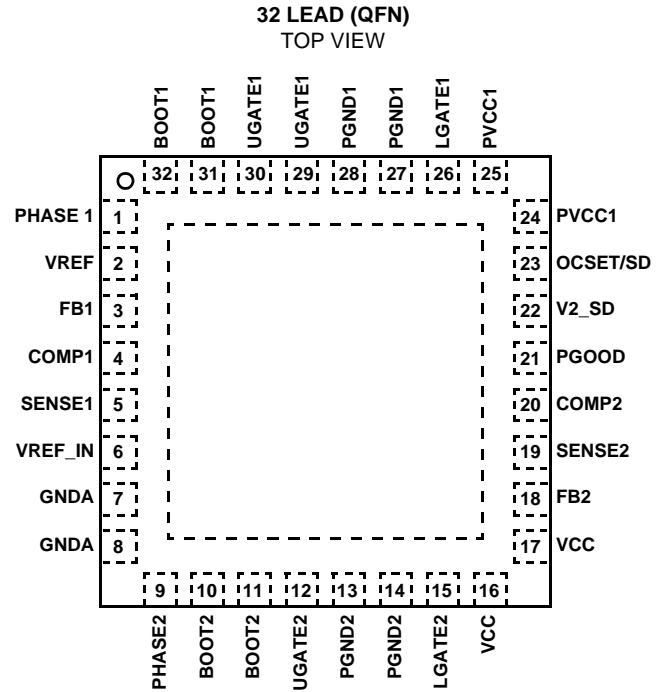 32 LEAD (QFN)
TOP VIEW
BOOT1
BOOT1
UGATE1
UGATE1
PGND1
PGND1
LGATE1
PVCC1
32 31 30 29 28 27 26 25
PHASE 1 1
VREF 2
FB1 3
COMP1 4
SENSE1 5
VREF_IN 6
GNDA 7
GNDA 8
24 PVCC1
23 OCSET/SD
22 V2_SD
21 PGOOD
20 COMP2
19 SENSE2
18 FB2
17 VCC
9 10 11 12 13 14 15 16
PHASE2
BOOT2
BOOT2
UGATE2
PGND2
PGND2
LGATE2
VCC